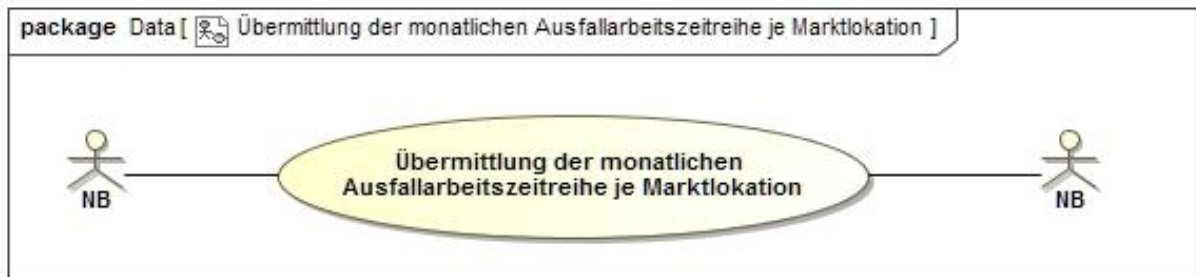 package Data [ Übermittlung der monatlichen Ausfallarbeitszeitreihe je Marktlokation ]
Übermittlung der monatlichen
Ausfallarbeitszeitreihe je Marktlokation
NB
NB